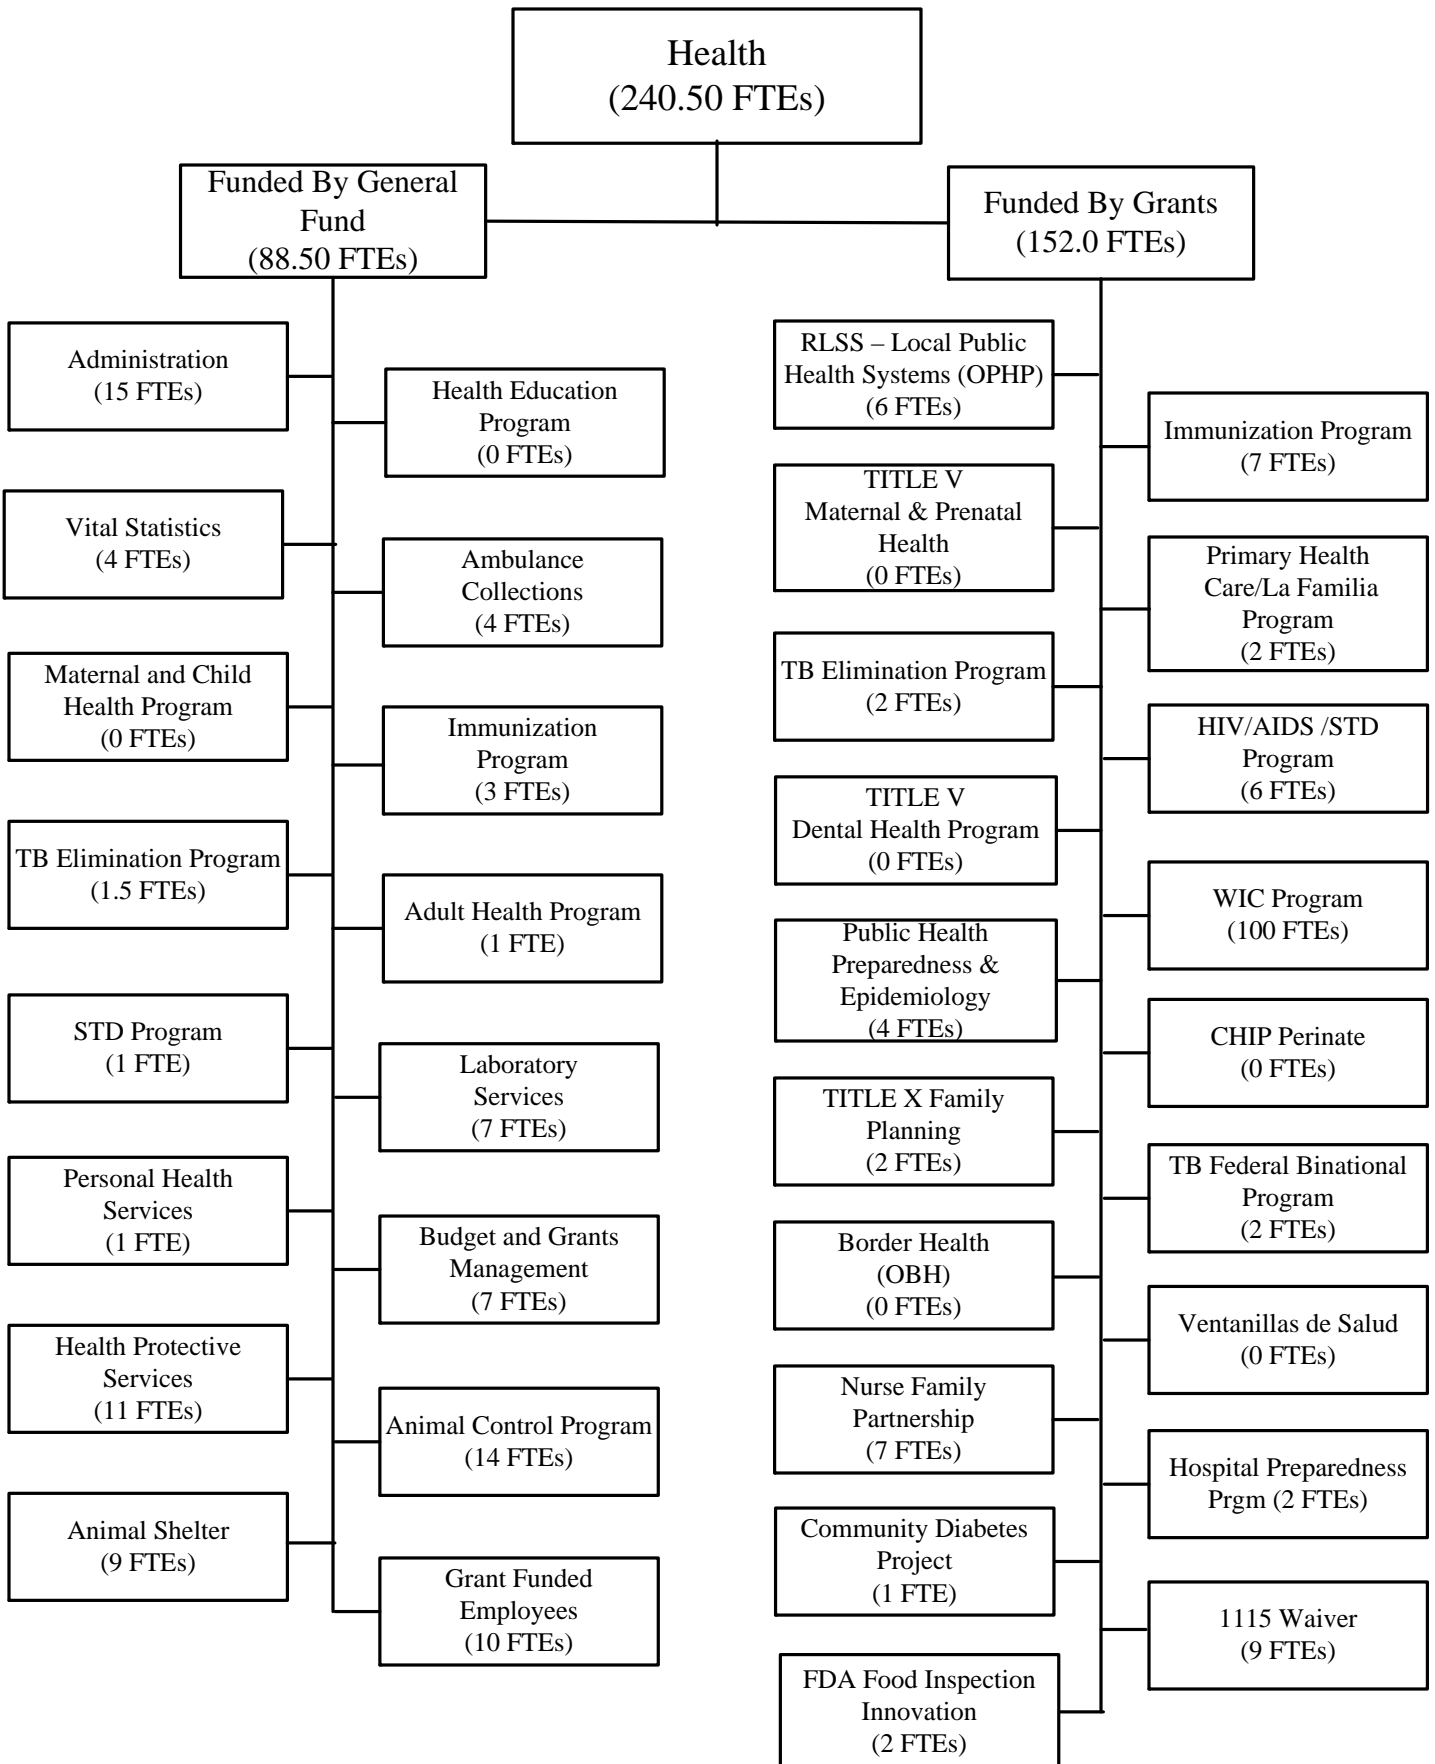 Health
(240.50 FTEs)
Funded By General
Fund
(88.50 FTEs)
Funded By Grants
(152.0 FTEs)
Administration
(15 FTEs)
Health Education
Program
(0 FTEs)
Vital Statistics
(4 FTEs)
Ambulance
Collections
(4 FTEs)
Maternal and Child
Health Program
(0 FTEs)
Immunization
Program
(3 FTEs)
TB Elimination Program
(1.5 FTEs)
Adult Health Program
(1 FTE)
STD Program
(1 FTE)
Laboratory
Services
(7 FTEs)
Personal Health
Services
(1 FTE)
Budget and Grants
Management
(7 FTEs)
Health Protective
Services
(11 FTEs)
Animal Control Program
(14 FTEs)
Animal Shelter
(9 FTEs)
Grant Funded
Employees
(10 FTEs)
RLSS – Local Public
Health Systems (OPHP)
(6 FTEs)
Immunization Program
(7 FTEs)
TITLE V
Maternal & Prenatal
Health
(0 FTEs)
Primary Health
Care/La Familia
Program
(2 FTEs)
TB Elimination Program
(2 FTEs)
HIV/AIDS /STD
Program
(6 FTEs)
TITLE V
Dental Health Program
(0 FTEs)
WIC Program
(100 FTEs)
Public Health
Preparedness &
Epidemiology
(4 FTEs)
CHIP Perinate
(0 FTEs)
TITLE X Family
Planning
(2 FTEs)
TB Federal Binational
Program
(2 FTEs)
Border Health
(OBH)
(0 FTEs)
Ventanillas de Salud
(0 FTEs)
Nurse Family
Partnership
(7 FTEs)
Hospital Preparedness
Prgm (2 FTEs)
Community Diabetes
Project
(1 FTE)
1115 Waiver
(9 FTEs)
FDA Food Inspection
Innovation
(2 FTEs)